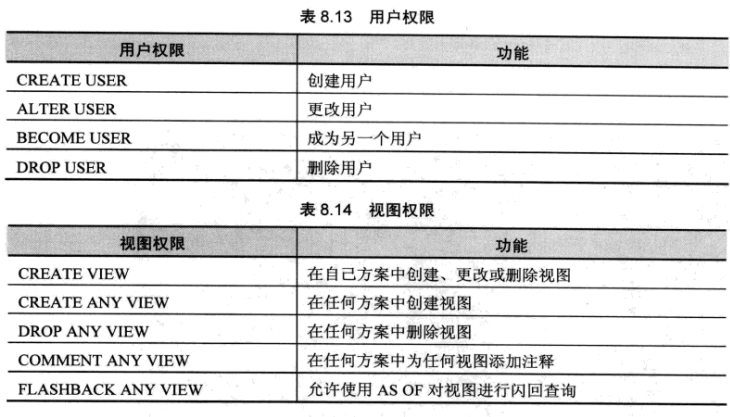 表 8.13 用户权限
用户权限 功能
CREATE USER 创建用户
ALTER USER 更改用户
BECOME USER 成为另一个用户
DROP USER 删除用户
表 8.14 视图权限
视图权限 功能
CREATE VIEW 在自己方案中创建、更改或删除视图
CREATE ANY VIEW 在任何方案中创建视图
DROP ANY VIEW 在任何方案中删除视图
COMMENT ANY VIEW 在任何方案中为任何视图添加注释
FLASHBACK ANY VIEW 允许使用 AS OF 对视图进行闪回查询